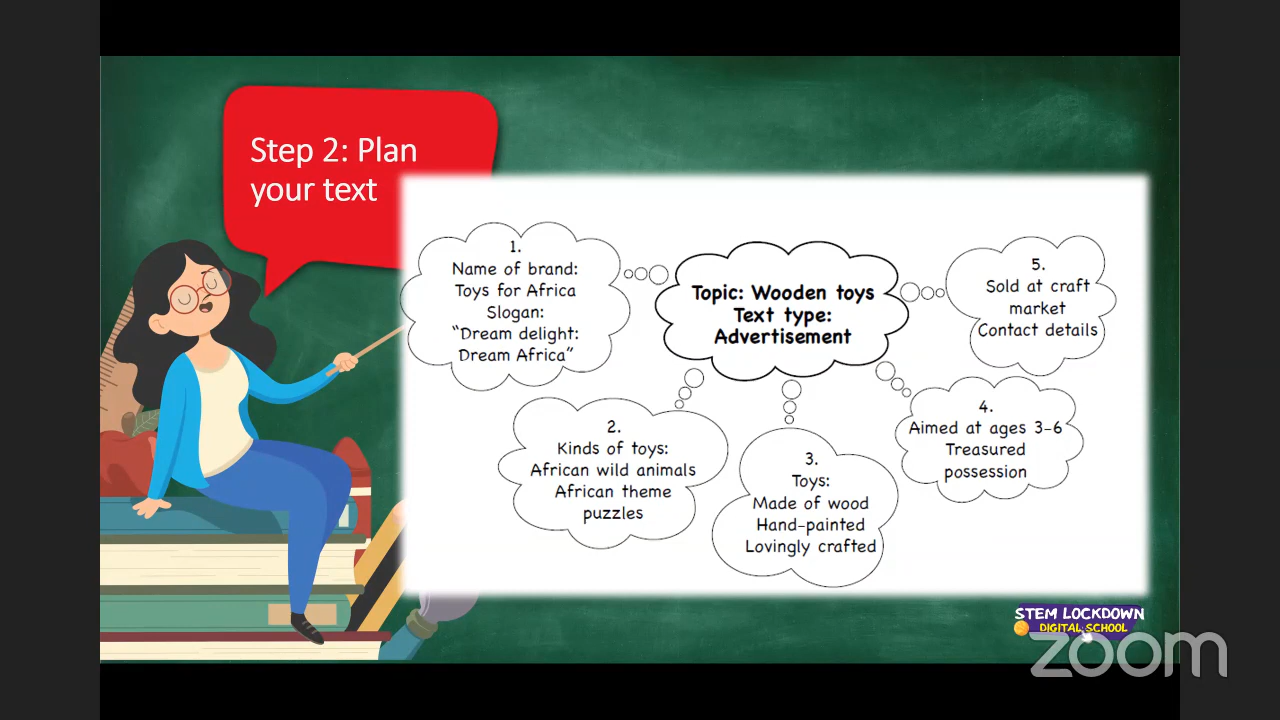 Step 2: Plan
your text
1.
Name of brand:
Toys for Africa
Slogan:
“Dream delight:
Dream Africa”
Topic: Wooden toys
Text type:
Advertisement
5.
Sold at craft
market
Contact details
2.
Kinds of toys:
African wild animals
African theme
puzzles
3.
Toys:
Made of wood
Hand-painted
Lovingly crafted
4.
Aimed at ages 3-6
Treasured
possession
STEM LOCKDOWN
DIGITAL SCHOOL
zoom